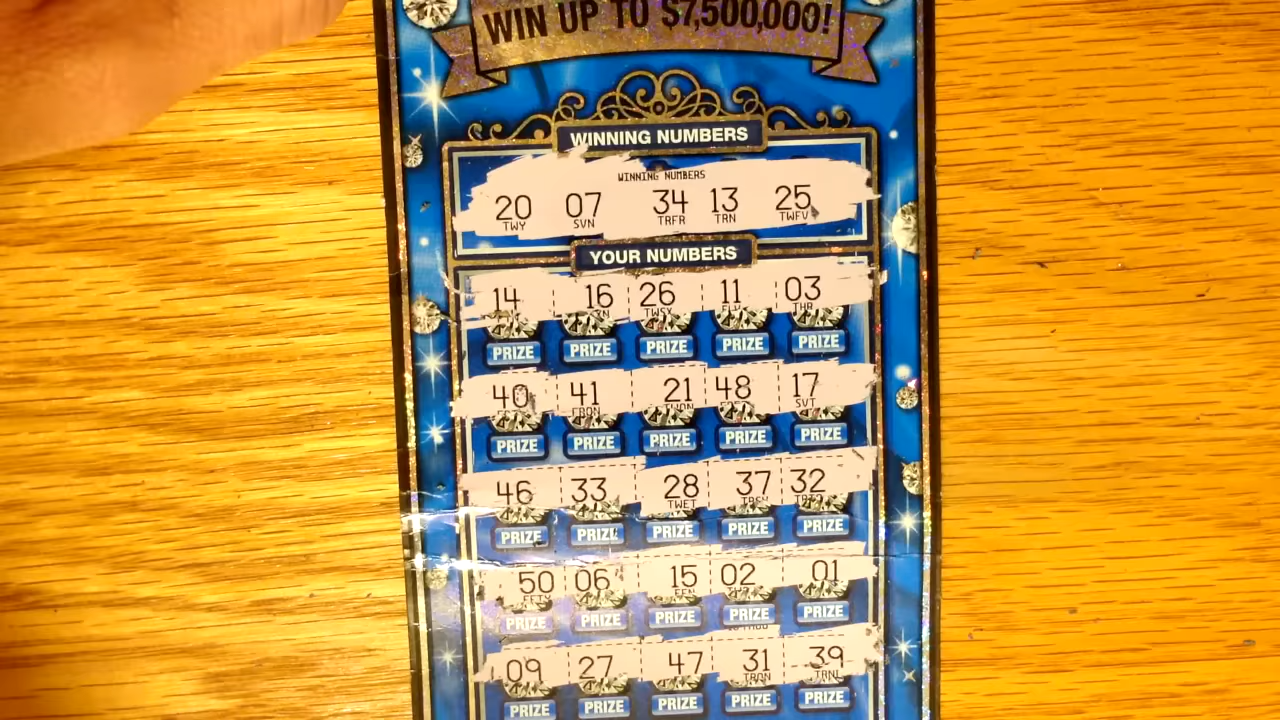 WIN UP TO $7,500,000!
WINNING NUMBERS
WINNING NUMBERS
20 07 34 13 25
TWY SVN TRFR TRN TWFV
YOUR NUMBERS
14 16 26 11 03
TWSX THR
PRIZE PRIZE PRIZE PRIZE PRIZE
40 41 21 48 17
SVT
PRIZE PRIZE PRIZE PRIZE PRIZE
46 33 28 37 32
TWET
PRIZE PRIZE PRIZE PRIZE PRIZE
50 06 15 02 01
PRIZE PRIZE PRIZE PRIZE PRIZE
09 27 47 31 39
TRON TRNI
PRIZE PRIZE PRIZE PRIZE PRIZE